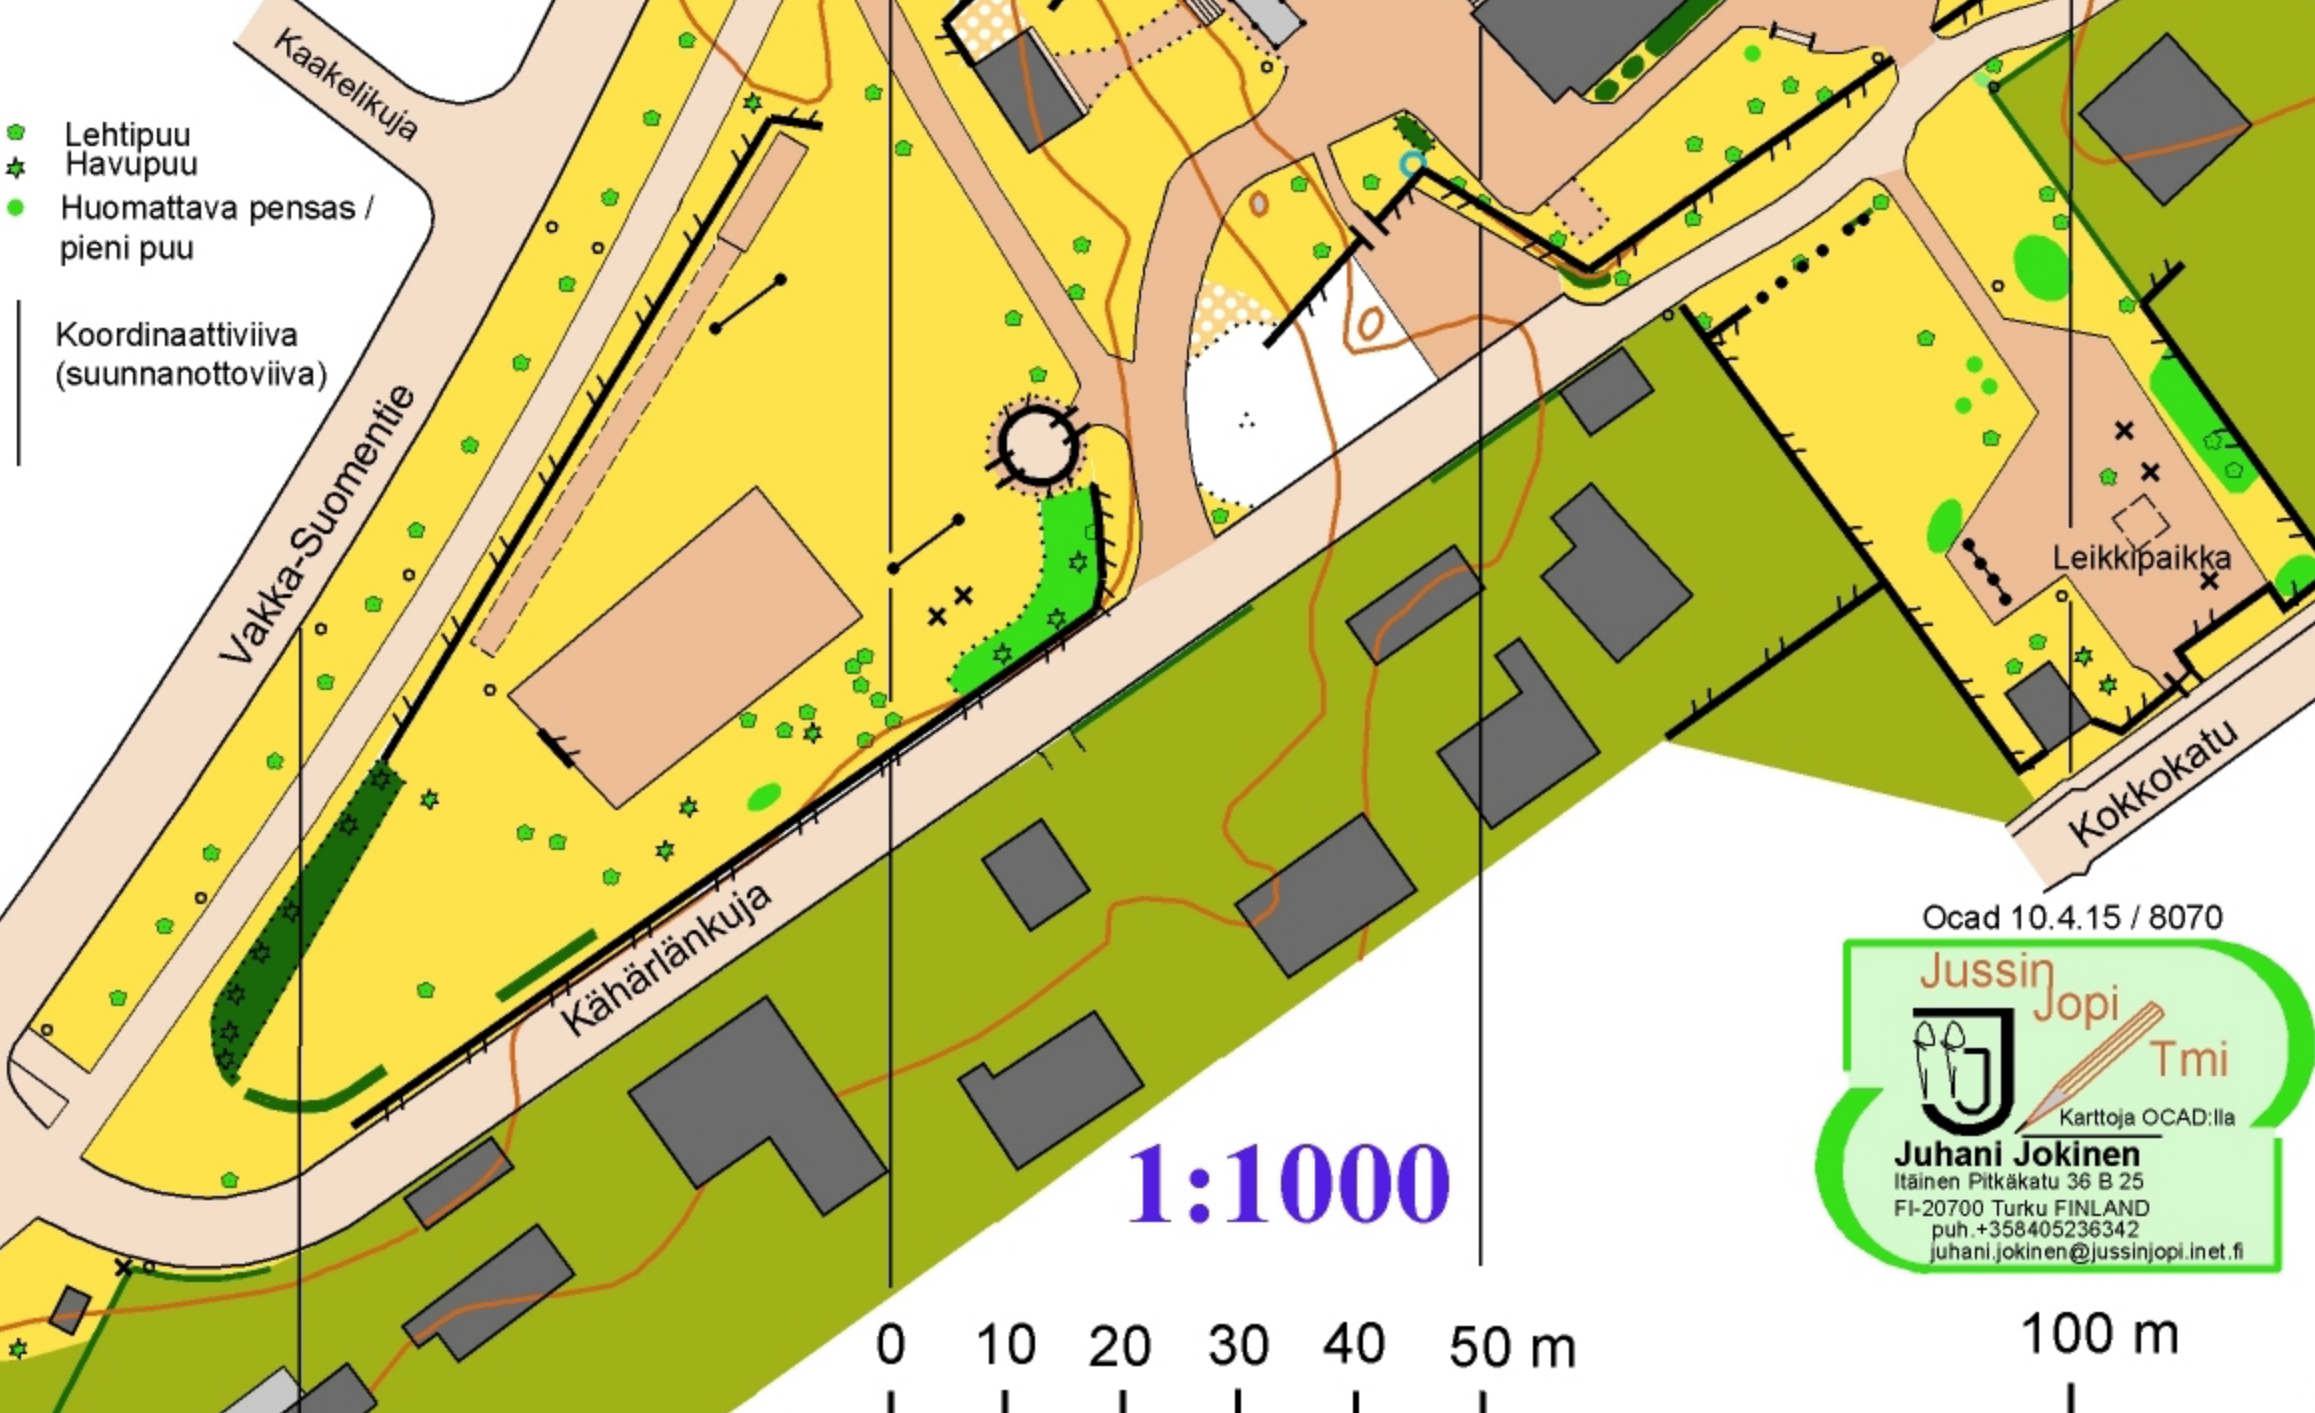 Kaakelikuja
Lehtipuu
Havupuu
Huomattava pensas /
pieni puu
Koordinaattiviiva
(suunnanottoviiva)
Vakka-Suomentie
Leikkipaikka
Kokkokatu
Kähärlänkuja
Ocad 10.4.15 / 8070
Jussin
Jopi
Tmi
Karttoja OCAD:lla
Juhani Jokinen
Itäinen Pitkäkatu 36 B 25
FI-20700 Turku FINLAND
puh.+358405236342
juhani.jokinen@jussinjopi.inet.fi
1:1000
0 10 20 30 40 50 m 100 m